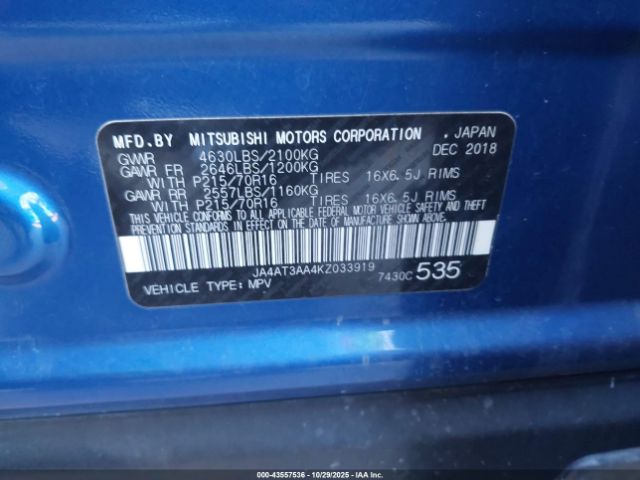 MFD.BY MITSUBISHI MOTORS CORPORATION . JAPAN
GVWR 4630LBS/2100KG DEC 2018
GAWR FR 2646LBS/1200KG
WITH P215/70R16 TIRES 16X6.5J RIMS
GAWR RR 2557LBS/1160KG
WITH P215/70R16 TIRES 16X6.5J RIMS
THIS VEHICLE CONFORMS TO ALL APPLICABLE FEDERAL MOTOR VEHICLE SAFETY AND THEFT
PREVENTION STANDARDS IN EFFECT ON THE DATE OF MANUFACTURE SHOWN ABOVE.
JA4AT3AA4KZ033919
VEHICLE TYPE: MPV 7430C 535
IAA - 43557536 - 10/29/2025 - A-IAAI-C